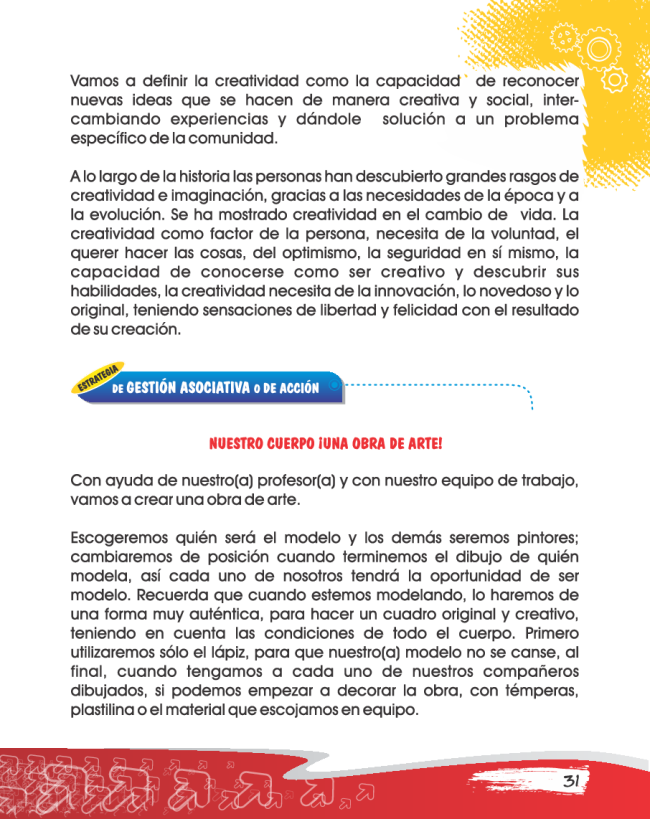 Vamos a definir la creatividad como la capacidad de reconocer
nuevas ideas que se hacen de manera creativa y social, inter-
cambiando experiencias y dándole solución a un problema
específico de la comunidad.
A lo largo de la historia las personas han descubierto grandes rasgos de
creatividad e imaginación, gracias a las necesidades de la época y a
la evolución. Se ha mostrado creatividad en el cambio de vida. La
creatividad como factor de la persona, necesita de la voluntad, el
querer hacer las cosas, del optimismo, la seguridad en sí mismo, la
capacidad de conocerse como ser creativo y descubrir sus
habilidades, la creatividad necesita de la innovación, lo novedoso y lo
original, teniendo sensaciones de libertad y felicidad con el resultado
de su creación.
ESTRATEGIA
DE GESTIÓN ASOCIATIVA O DE ACCIÓN
NUESTRO CUERPO ¡UNA OBRA DE ARTE!
Con ayuda de nuestro(a) profesor(a) y con nuestro equipo de trabajo,
vamos a crear una obra de arte.
Escogeremos quién será el modelo y los demás seremos pintores;
cambiaremos de posición cuando terminemos el dibujo de quién
modela, así cada uno de nosotros tendrá la oportunidad de ser
modelo. Recuerda que cuando estemos modelando, lo haremos de
una forma muy auténtica, para hacer un cuadro original y creativo,
teniendo en cuenta las condiciones de todo el cuerpo. Primero
utilizaremos sólo el lápiz, para que nuestro(a) modelo no se canse, al
final, cuando tengamos a cada uno de nuestros compañeros
dibujados, si podemos empezar a decorar la obra, con témperas,
plastilina o el material que escojamos en equipo.
31